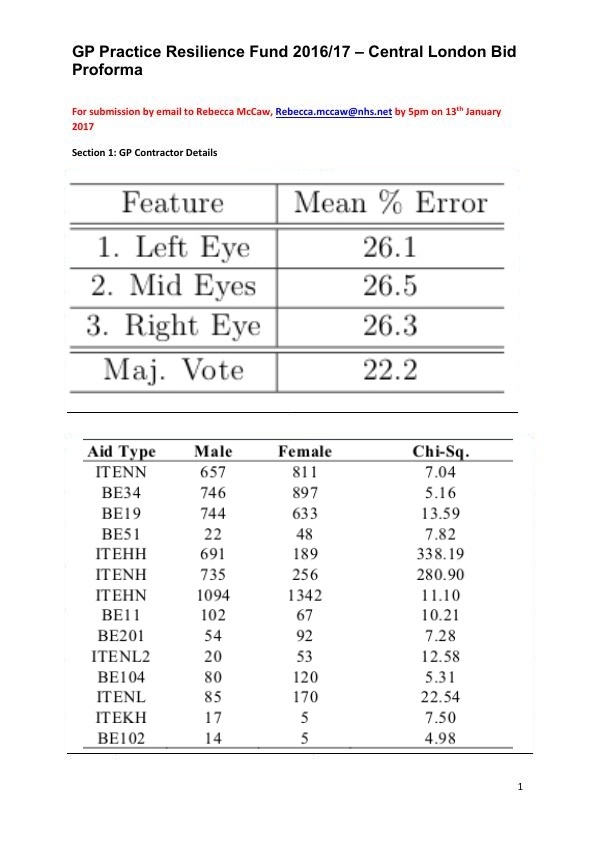 GP Practice Resilience Fund 2016/17 – Central London Bid
Proforma
For submission by email to Rebecca McCaw, Rebecca.mccaw@nhs.net by 5pm on 13th January
2017
Section 1: GP Contractor Details
Feature Mean % Error
1. Left Eye 26.1
2. Mid Eyes 26.5
3. Right Eye 26.3
Maj. Vote 22.2
Aid Type Male Female Chi-Sq.
ITENN 657 811 7.04
BE34 746 897 5.16
BE19 744 633 13.59
BE51 22 48 7.82
ITEHH 691 189 338.19
ITENH 735 256 280.90
ITEHN 1094 1342 11.10
BE11 102 67 10.21
BE201 54 92 7.28
ITENL2 20 53 12.58
BE104 80 120 5.31
ITENL 85 170 22.54
ITEKH 17 5 7.50
BE102 14 5 4.98
1